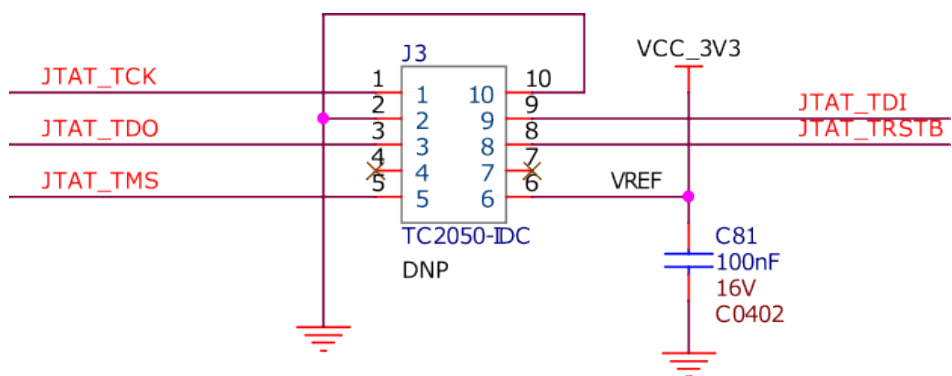 J3
VCC_3V3
JTAT_TCK 1 1 10 10
2 2 9 9 JTAT_TDI
JTAT_TDO 3 3 8 8 JTAT_TRSTB
4 4 7 7
JTAT_TMS 5 5 6 6 VREF
TC2050-IDC
DNP
C81
100nF
16V
C0402